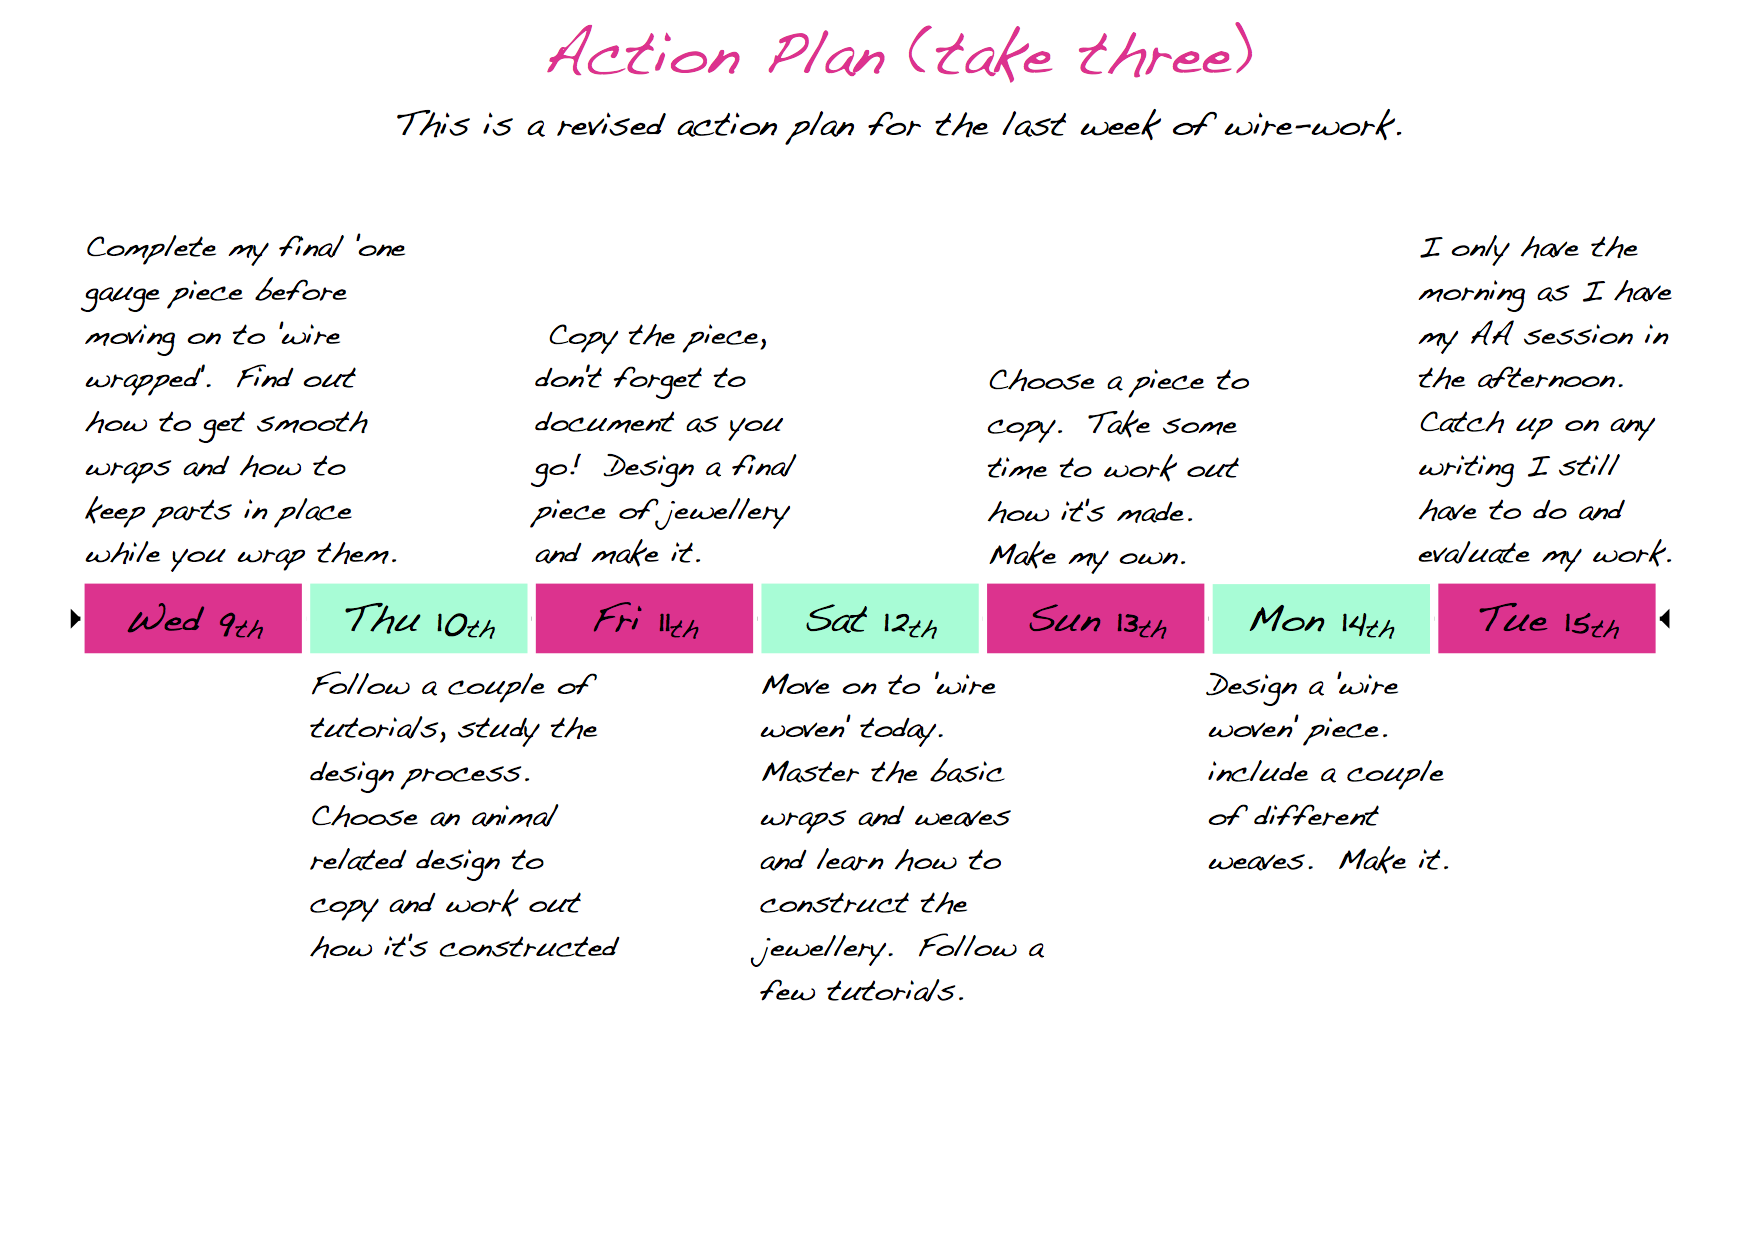 Action Plan (take three)
This is a revised action plan for the last week of wire-work.
Complete my final 'one
gauge piece before
moving on to 'wire
wrapped'. Find out
how to get smooth
wraps and how to
keep parts in place
while you wrap them.
Copy the piece,
don't forget to
document as you
go! Design a final
piece of jewellery
and make it.
Choose a piece to
copy. Take some
time to work out
how it's made.
Make my own.
I only have the
morning as I have
my AA session in
the afternoon.
Catch up on any
writing I still
have to do and
evaluate my work.
Wed 9th Thu 10th Fri 11th Sat 12th Sun 13th Mon 14th Tue 15th
Follow a couple of
tutorials, study the
design process.
Choose an animal
related design to
copy and work out
how it's constructed
Move on to 'wire
woven' today.
Master the basic
wraps and weaves
and learn how to
construct the
jewellery. Follow a
few tutorials.
Design a 'wire
woven' piece.
include a couple
of different
weaves. Make it.